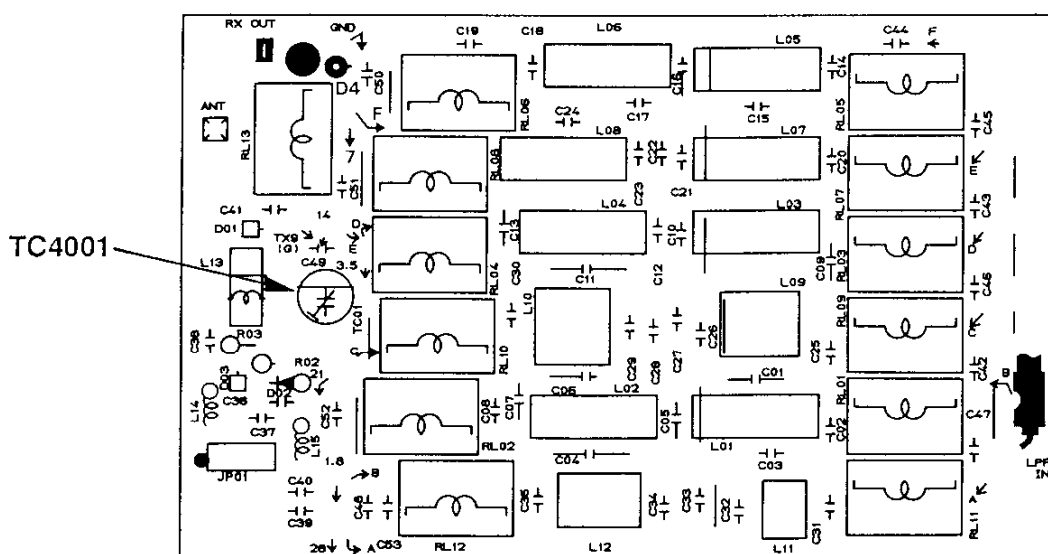 RX OUT
GND
C19
C18
L06
L05
C44
F
D4
C50
C16
C14
ANT
RL13
F
RL06
C24
C17
C15
RL05
C45
7
L08
L07
C51
RL08
C22
C20
E
C23
C21
RL07
C43
C41
14
D
C13
L04
C10
L03
D01
TX9
(G)
E
D
TC4001
L13
C49
3.5
RL04
C30
C11
C12
C09
RL03
C46
L10
L09
RL09
TC01
C38
R03
C
RL10
C29
C28
C27
C26
C25
C42
D03
R02
21
C06
L02
C01
RL01
B
L14
C36
D02
C52
C08
C07
C05
C02
C47
C37
L15
RL02
L01
JP01
1.8
B
C04
C03
LPF
IN
C40
C39
C48
C35
C34
C33
C32
C31
A
RL11
28
A
C53
RL12
L12
L11